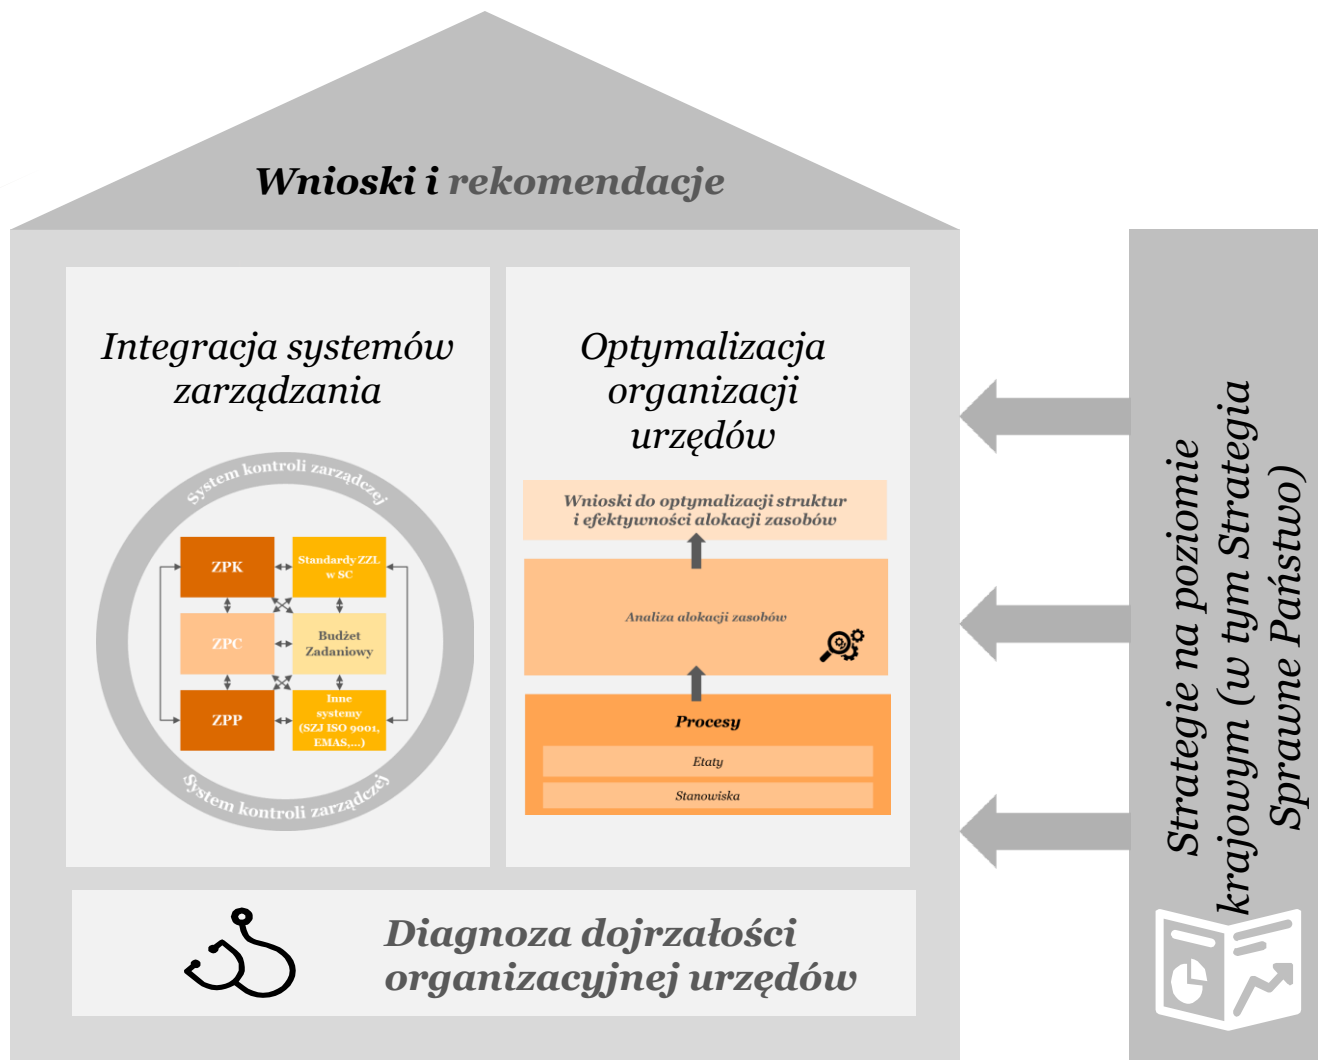 Wnioski i rekomendacje
Integracja systemów
zarządzania
System kontroli zarządczej
ZPK
Standardy ZZL
w SC
ZPC
Budżet
Zadaniowy
ZPP
Inne
systemy
(SZJ ISO 9001,
EMAS,...)
System kontroli zarządczej
Optymalizacja
organizacji
urzędów
Wnioski do optymalizacji struktur
i efektywności alokacji zasobów
Analiza alokacji zasobów
Procesy
Etaty
Stanowiska
Diagnoza dojrzałości
organizacyjnej urzędów
Strategie na poziomie
krajowym (w tym Strategia
Sprawne Państwo)